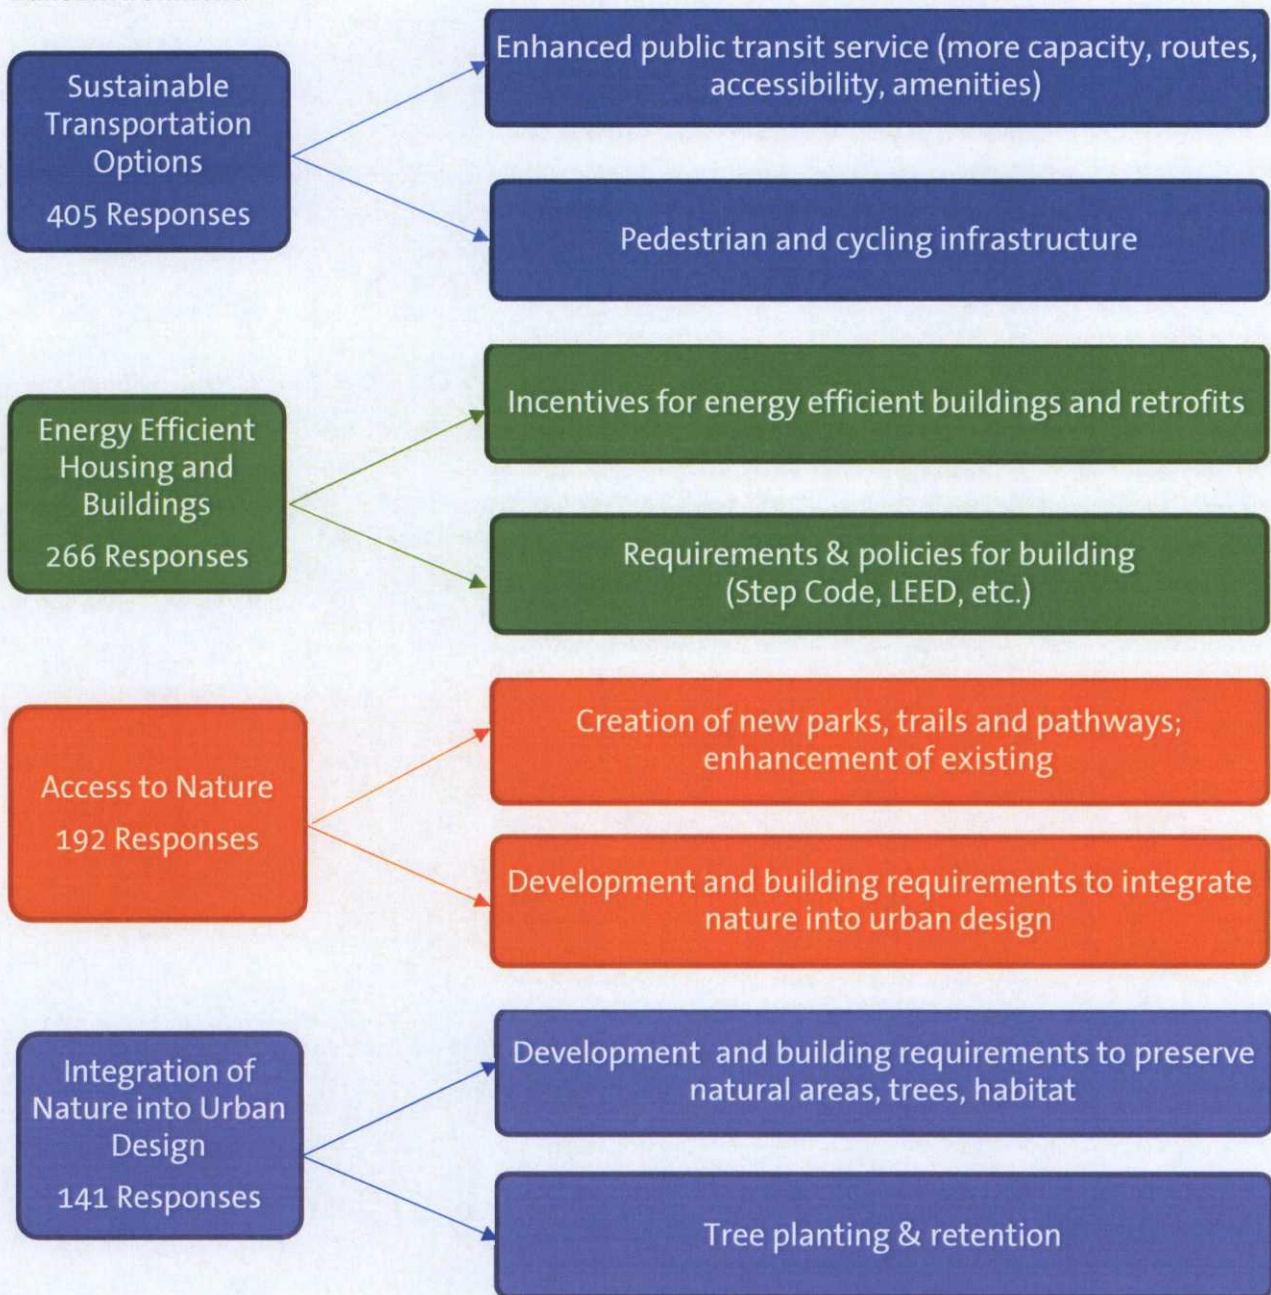 Sustainable
Transportation
Options
405 Responses
Enhanced public transit service (more capacity, routes,
accessibility, amenities)
Pedestrian and cycling infrastructure
Energy Efficient
Housing and
Buildings
266 Responses
Incentives for energy efficient buildings and retrofits
Requirements & policies for building
(Step Code, LEED, etc.)
Access to Nature
192 Responses
Creation of new parks, trails and pathways;
enhancement of existing
Development and building requirements to integrate
nature into urban design
Integration of
Nature into Urban
Design
141 Responses
Development and building requirements to preserve
natural areas, trees, habitat
Tree planting & retention